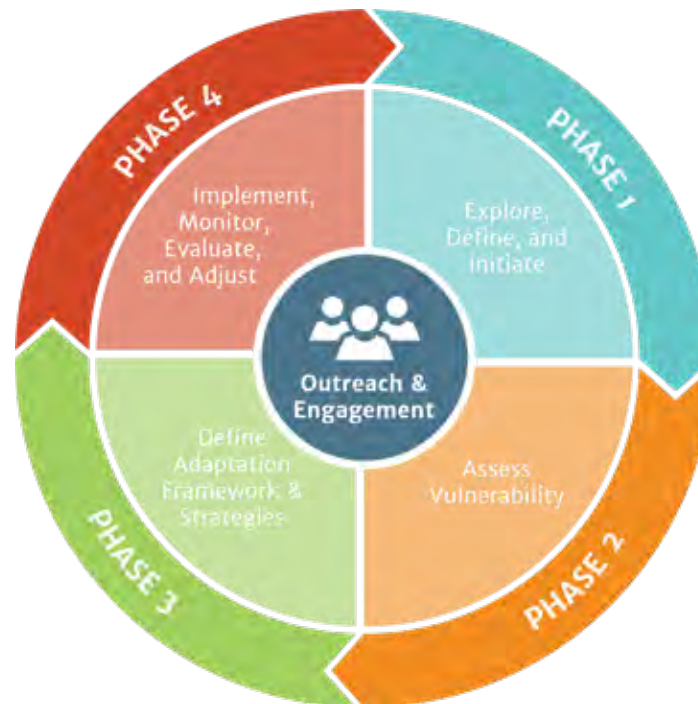 PHASE 1
Explore,
Define, and
Initiate
PHASE 2
Assess
Vulnerability
PHASE 3
Define
Adaptation
Framework &
Strategies
PHASE 4
Implement,
Monitor,
Evaluate,
and Adjust
Outreach &
Engagement